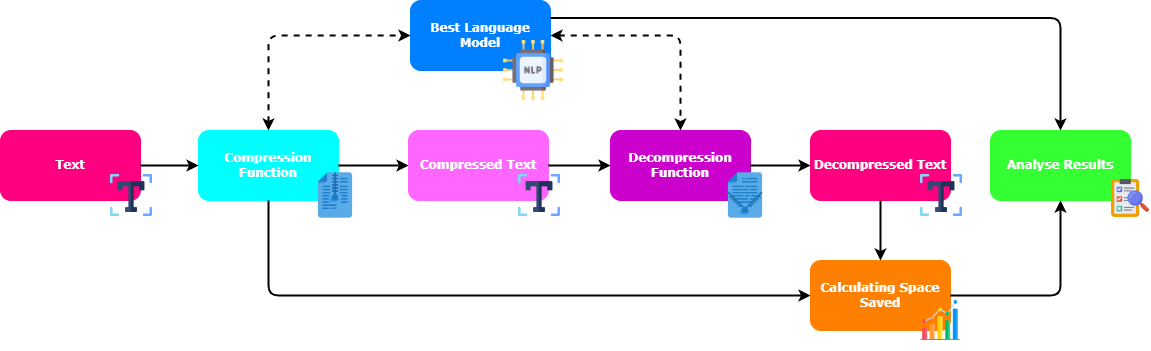 Best Language
Model
NLP
Text
Compression
Function
Compressed Text
Decompression
Function
Decompressed Text
Analyse Results
Calculating Space
Saved